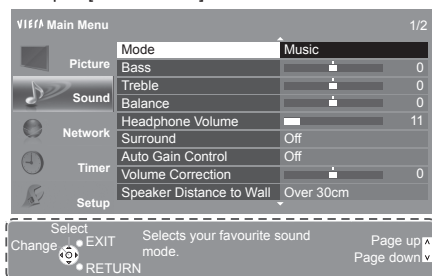 VIERA Main Menu 1/2
Picture
Sound
Network
Timer
Setup
Mode Music
Bass 0
Treble 0
Balance 0
Headphone Volume 11
Surround Off
Auto Gain Control Off
Volume Correction 0
Speaker Distance to Wall Over 30cm
Select
Change
EXIT
RETURN
Selects your favourite sound
mode.
Page up
Page down